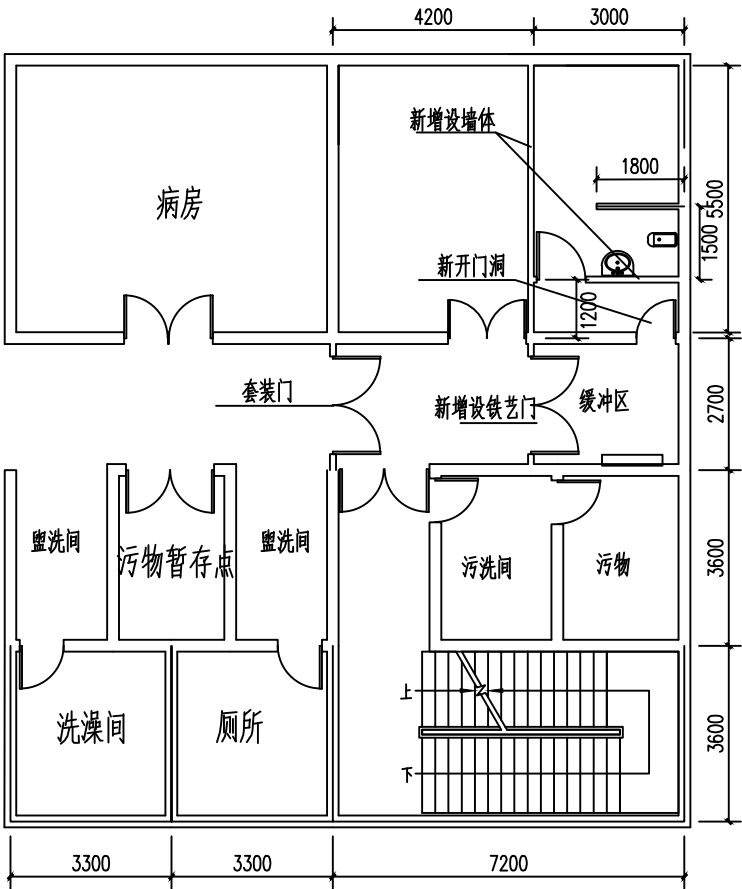 4200
3000
新增设墙体
1800
病房
5500
1500
新开门洞
1200
套装门
新增设铁艺门
缓冲区
2700
盥洗间
污物暂存点
盥洗间
污洗间
污物
3600
上
洗澡间
厕所
下
3600
3300
3300
7200